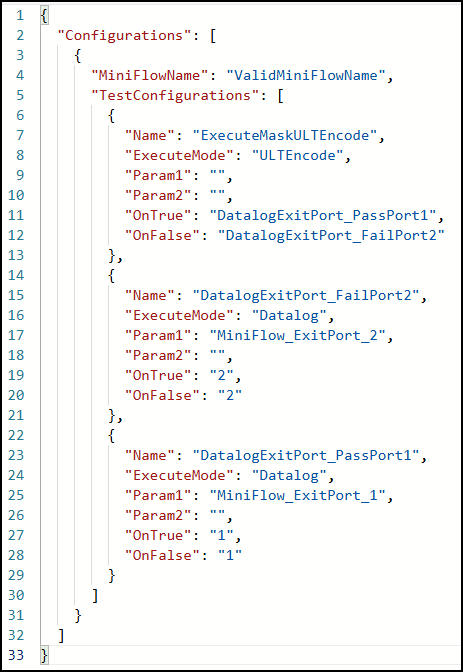 1 {
2   "Configurations": [
3     {
4       "MiniFlowName": "ValidMiniFlowName",
5       "TestConfigurations": [
6         {
7           "Name": "ExecuteMaskULTEncode",
8           "ExecuteMode": "ULTEncode",
9           "Param1": "",
10           "Param2": "",
11           "OnTrue": "DatalogExitPort_PassPort1",
12           "OnFalse": "DatalogExitPort_FailPort2"
13         },
14         {
15           "Name": "DatalogExitPort_FailPort2",
16           "ExecuteMode": "Datalog",
17           "Param1": "MiniFlow_ExitPort_2",
18           "Param2": "",
19           "OnTrue": "2",
20           "OnFalse": "2"
21         },
22         {
23           "Name": "DatalogExitPort_PassPort1",
24           "ExecuteMode": "Datalog",
25           "Param1": "MiniFlow_ExitPort_1",
26           "Param2": "",
27           "OnTrue": "1",
28           "OnFalse": "1"
29         }
30       ]
31     }
32   ]
33 }